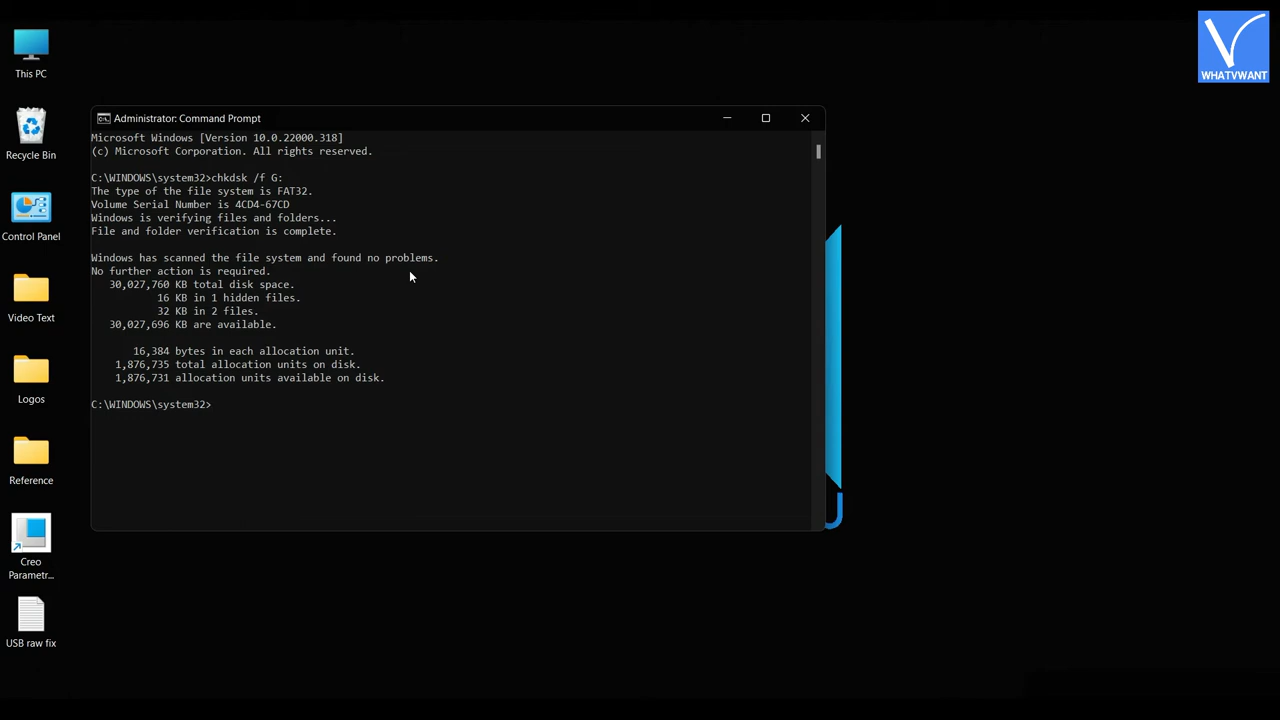 WHATVWANT
This PC
Recycle Bin
Control Panel
Video Text
Logos
Reference
Creo
Parametr...
USB raw fix
Administrator: Command Prompt
Microsoft Windows [Version 10.0.22000.318]
(c) Microsoft Corporation. All rights reserved.
C:\WINDOWS\system32>chkdsk /f G:
The type of the file system is FAT32.
Volume Serial Number is 4CD4-67CD
Windows is verifying files and folders...
File and folder verification is complete.
Windows has scanned the file system and found no problems.
No further action is required.
30,027,760 KB total disk space.
16 KB in 1 hidden files.
32 KB in 2 files.
30,027,696 KB are available.
16,384 bytes in each allocation unit.
1,876,735 total allocation units on disk.
1,876,731 allocation units available on disk.
C:\WINDOWS\system32>